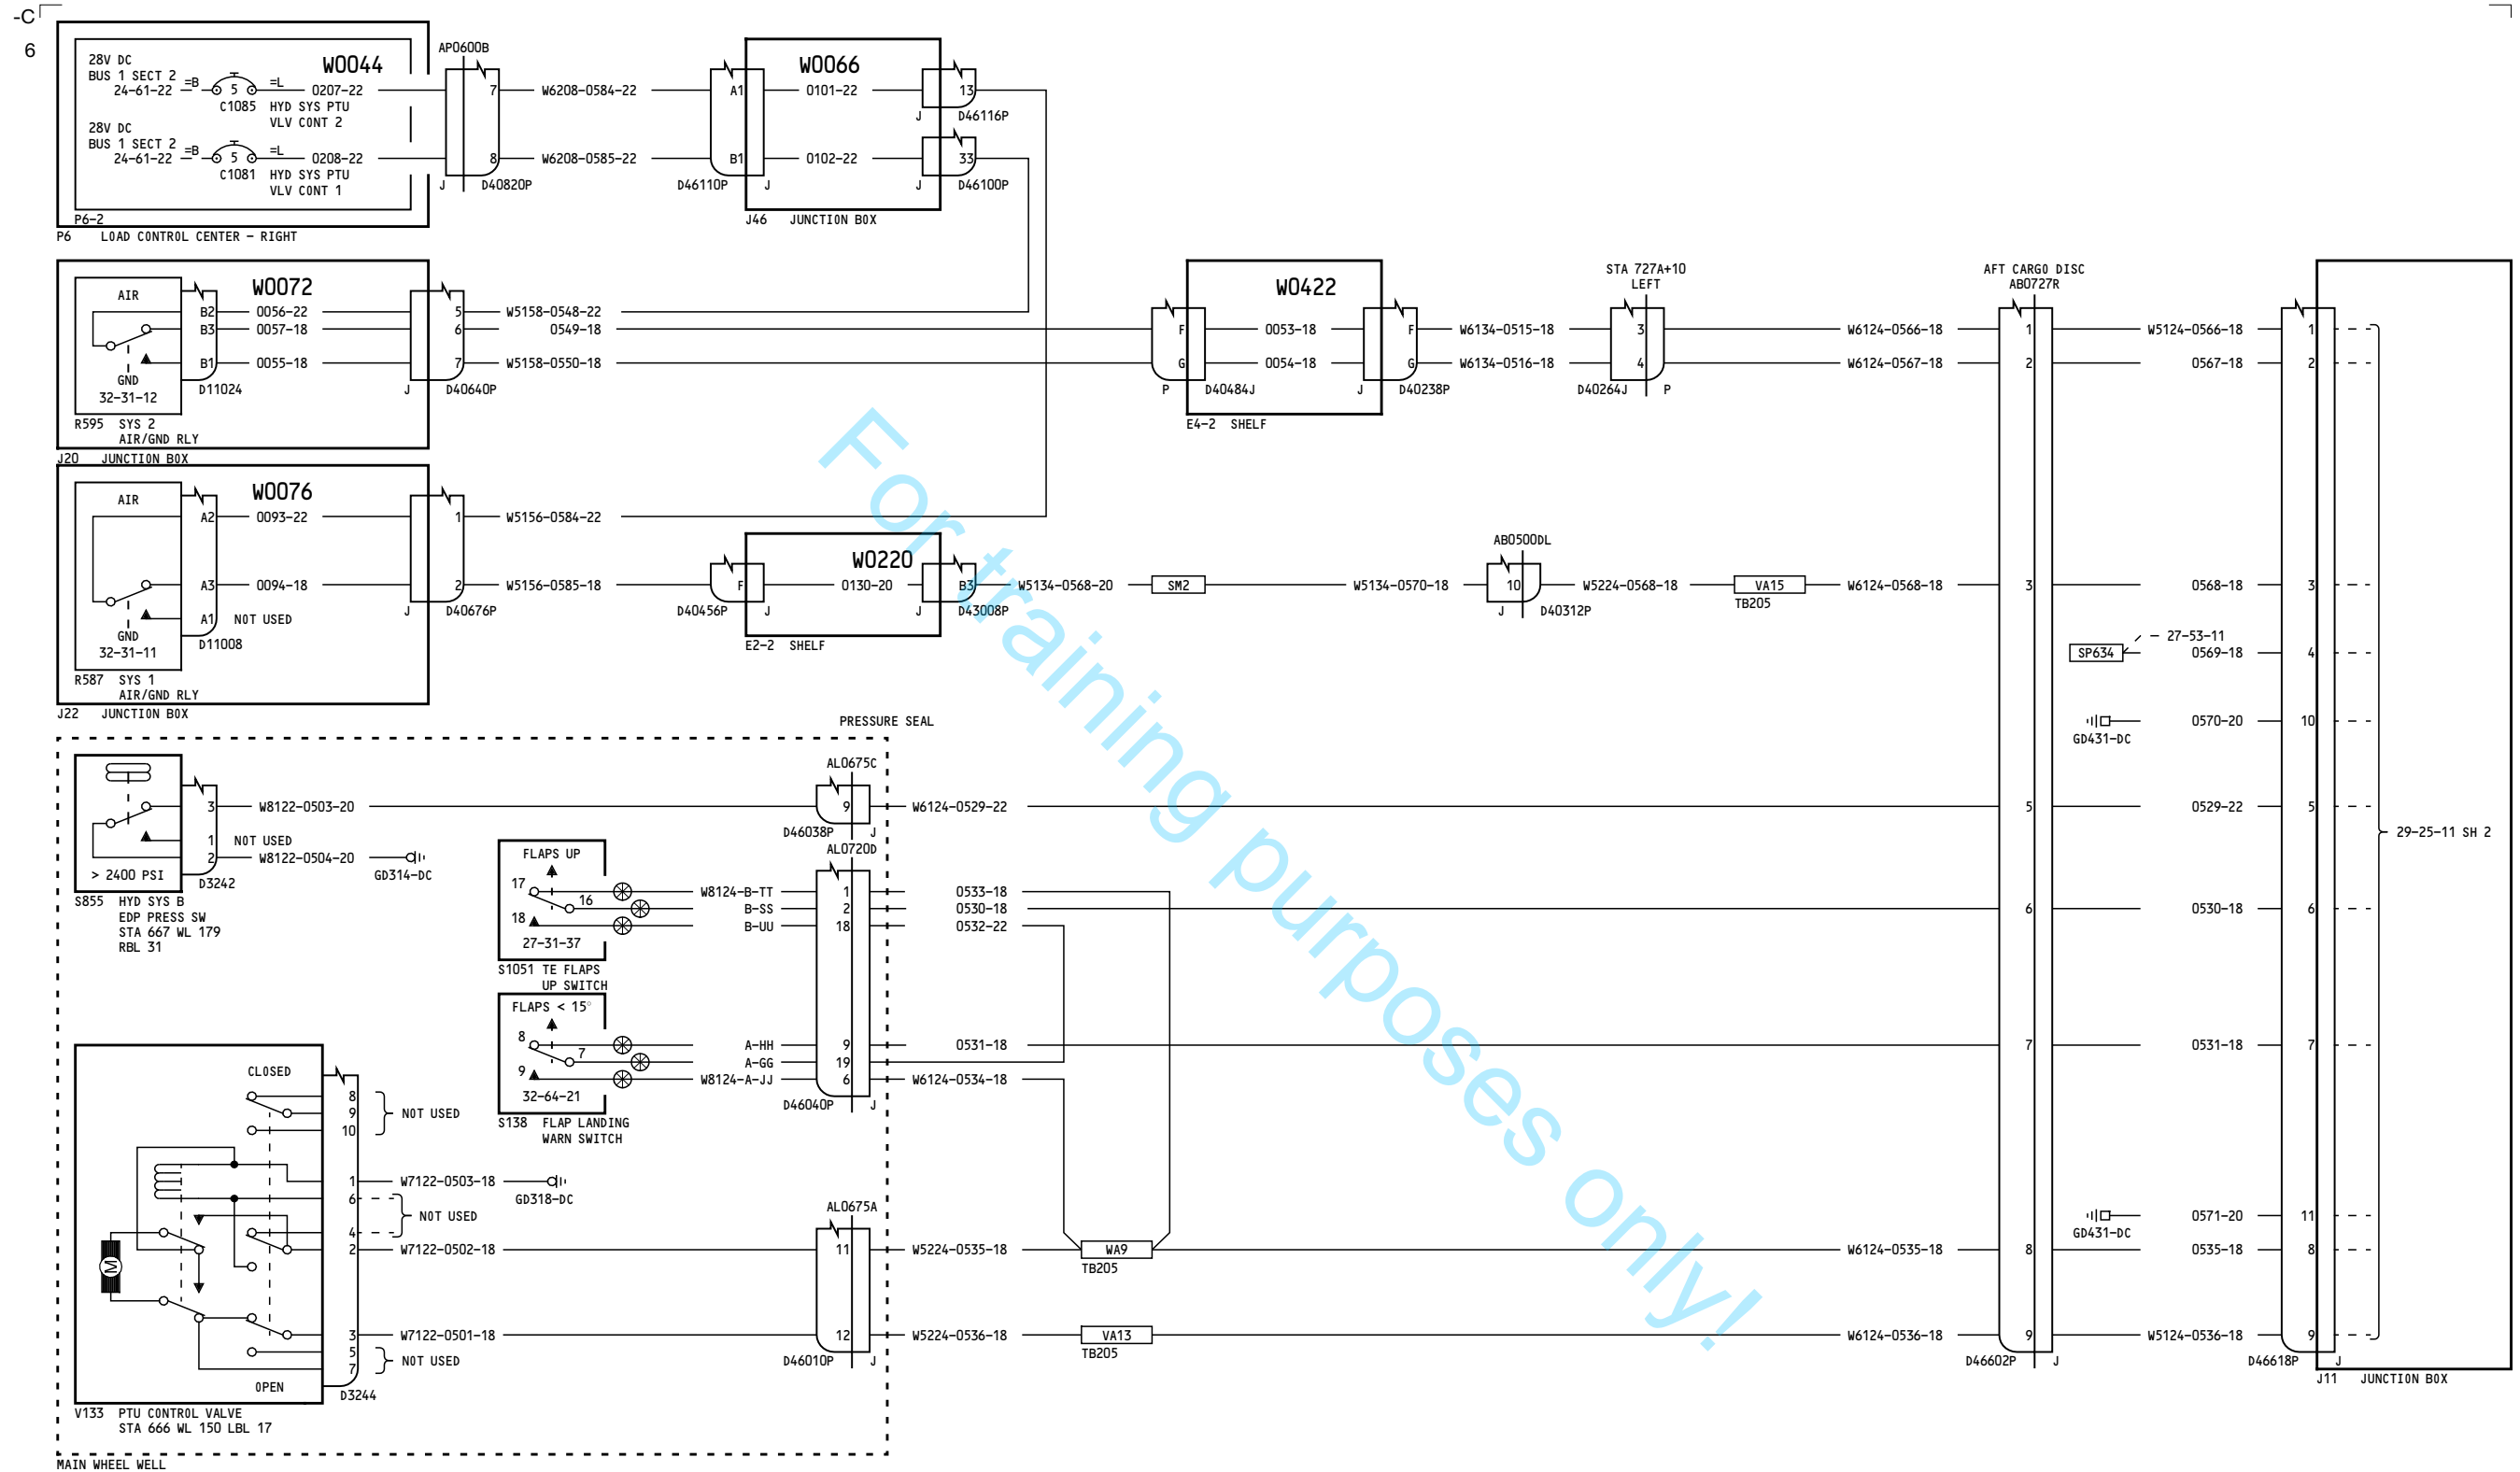 -C
6
28V DC
BUS 1 SECT 2
24-61-22
=B
5
=L
0207-22
C1085
HYD SYS PTU
VLV CONT 2
W0044
28V DC
BUS 1 SECT 2
24-61-22
=B
5
=L
0208-22
C1081
HYD SYS PTU
VLV CONT 1
P6-2
P6 LOAD CONTROL CENTER - RIGHT
AP0600B
7
8
J
D40820P
W6208-0584-22
W6208-0585-22
A1
B1
D46110P
J
W0066
0101-22
0102-22
13
J
D46116P
33
J
D46100P
J46 JUNCTION BOX
AIR
GND
32-31-12
R595 SYS 2
AIR/GND RLY
W0072
B2
B3
B1
D11024
0056-22
0057-18
0055-18
5
6
7
J
D40640P
W5158-0548-22
0549-18
W5158-0550-18
J20 JUNCTION BOX
F
G
P
D40484J
W0422
0053-18
0054-18
F
G
J
D40238P
E4-2 SHELF
W6134-0515-18
W6134-0516-18
STA 727A+10
LEFT
3
4
D40264J
P
W6124-0566-18
W6124-0567-18
AFT CARGO DISC
AB0727R
1
2
W5124-0566-18
0567-18
1
2
AIR
GND
32-31-11
R587 SYS 1
AIR/GND RLY
W0076
A2
A3
A1
NOT USED
D11008
0093-22
0094-18
1
2
J
D40676P
W5156-0584-22
W5156-0585-18
J22 JUNCTION BOX
F
D40456P
J
W0220
0130-20
B3
J
D43008P
E2-2 SHELF
W5134-0568-20
SM2
W5134-0570-18
AB0500DL
10
J
D40312P
W5224-0568-18
VA15
TB205
W6124-0568-18
3
0568-18
3
27-53-11
SP634
0569-18
4
GD431-DC
0570-20
10
PRESSURE SEAL
> 2400 PSI
S855 HYD SYS B
EDP PRESS SW
STA 667 WL 179
RBL 31
3
1
2
D3242
W8122-0503-20
NOT USED
W8122-0504-20
GD314-DC
AL0675C
9
D46038P
J
W6124-0529-22
5
0529-22
5
29-25-11 SH 2
FLAPS UP
17
16
18
27-31-37
S1051 TE FLAPS
UP SWITCH
W8124-B-TT
B-SS
B-UU
AL0720D
1
2
18
0533-18
0530-18
0532-22
6
0530-18
6
FLAPS < 15°
8
7
9
32-64-21
S138 FLAP LANDING
WARN SWITCH
A-HH
A-GG
W8124-A-JJ
9
19
6
D46040P
J
0531-18
W6124-0534-18
7
0531-18
7
CLOSED
8
9
10
NOT USED
1
W7122-0503-18
GD318-DC
6
4
NOT USED
2
W7122-0502-18
M
3
W7122-0501-18
5
7
NOT USED
OPEN
D3244
V133 PTU CONTROL VALVE
STA 666 WL 150 LBL 17
AL0675A
11
12
D46010P
J
W5224-0535-18
WA9
TB205
W6124-0535-18
W5224-0536-18
VA13
TB205
W6124-0536-18
GD431-DC
0571-20
11
8
0535-18
8
9
W5124-0536-18
9
D46602P
J
D46618P
J
J11 JUNCTION BOX
MAIN WHEEL WELL
For training purposes only!